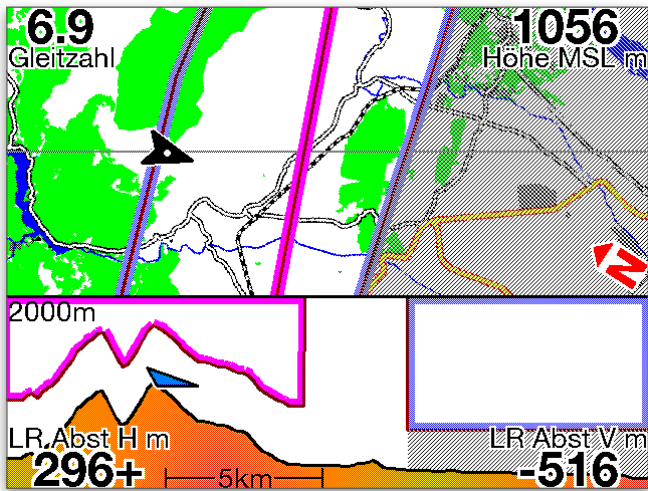 6.9
Gleitzahl
1056
Höhe MSL m
N
2000m
LR Abst H m
296+
5km
LR Abst V m
-516